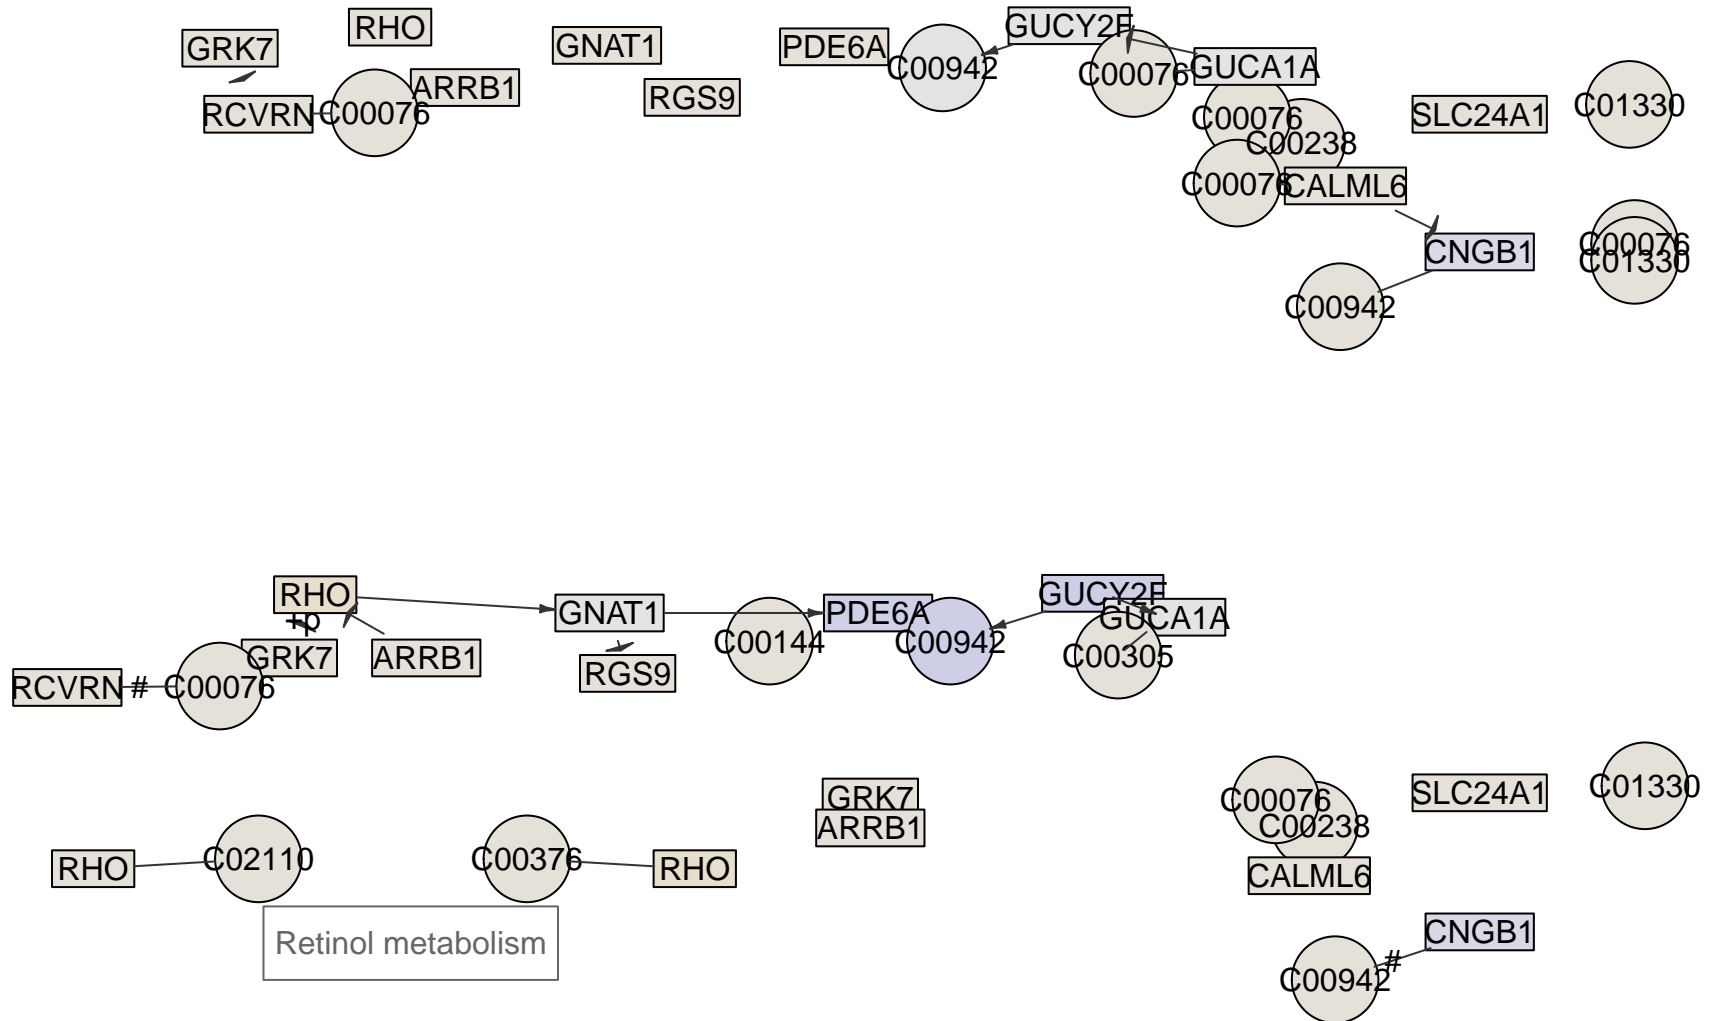 RHO
GRK7
GNAT1
PDE6A
GUCY2F
C00942
C00076
GUCA1A
ARRB1
RCVRN
C00076
RGS9
C00076
C00238
SLC24A1
C01330
C00076
CALML6
CNGB1
C00076
C01330
C00942
RHO
+p
GNAT1
PDE6A
GUCY2F
GUCA1A
GRK7
ARRB1
C00144
C00942
C00305
RGS9
RCVRN
#
C00076
GRK7
ARRB1
C00076
C00238
SLC24A1
C01330
RHO
C02110
C00376
RHO
CALML6
Retinol metabolism
CNGB1
#
C00942